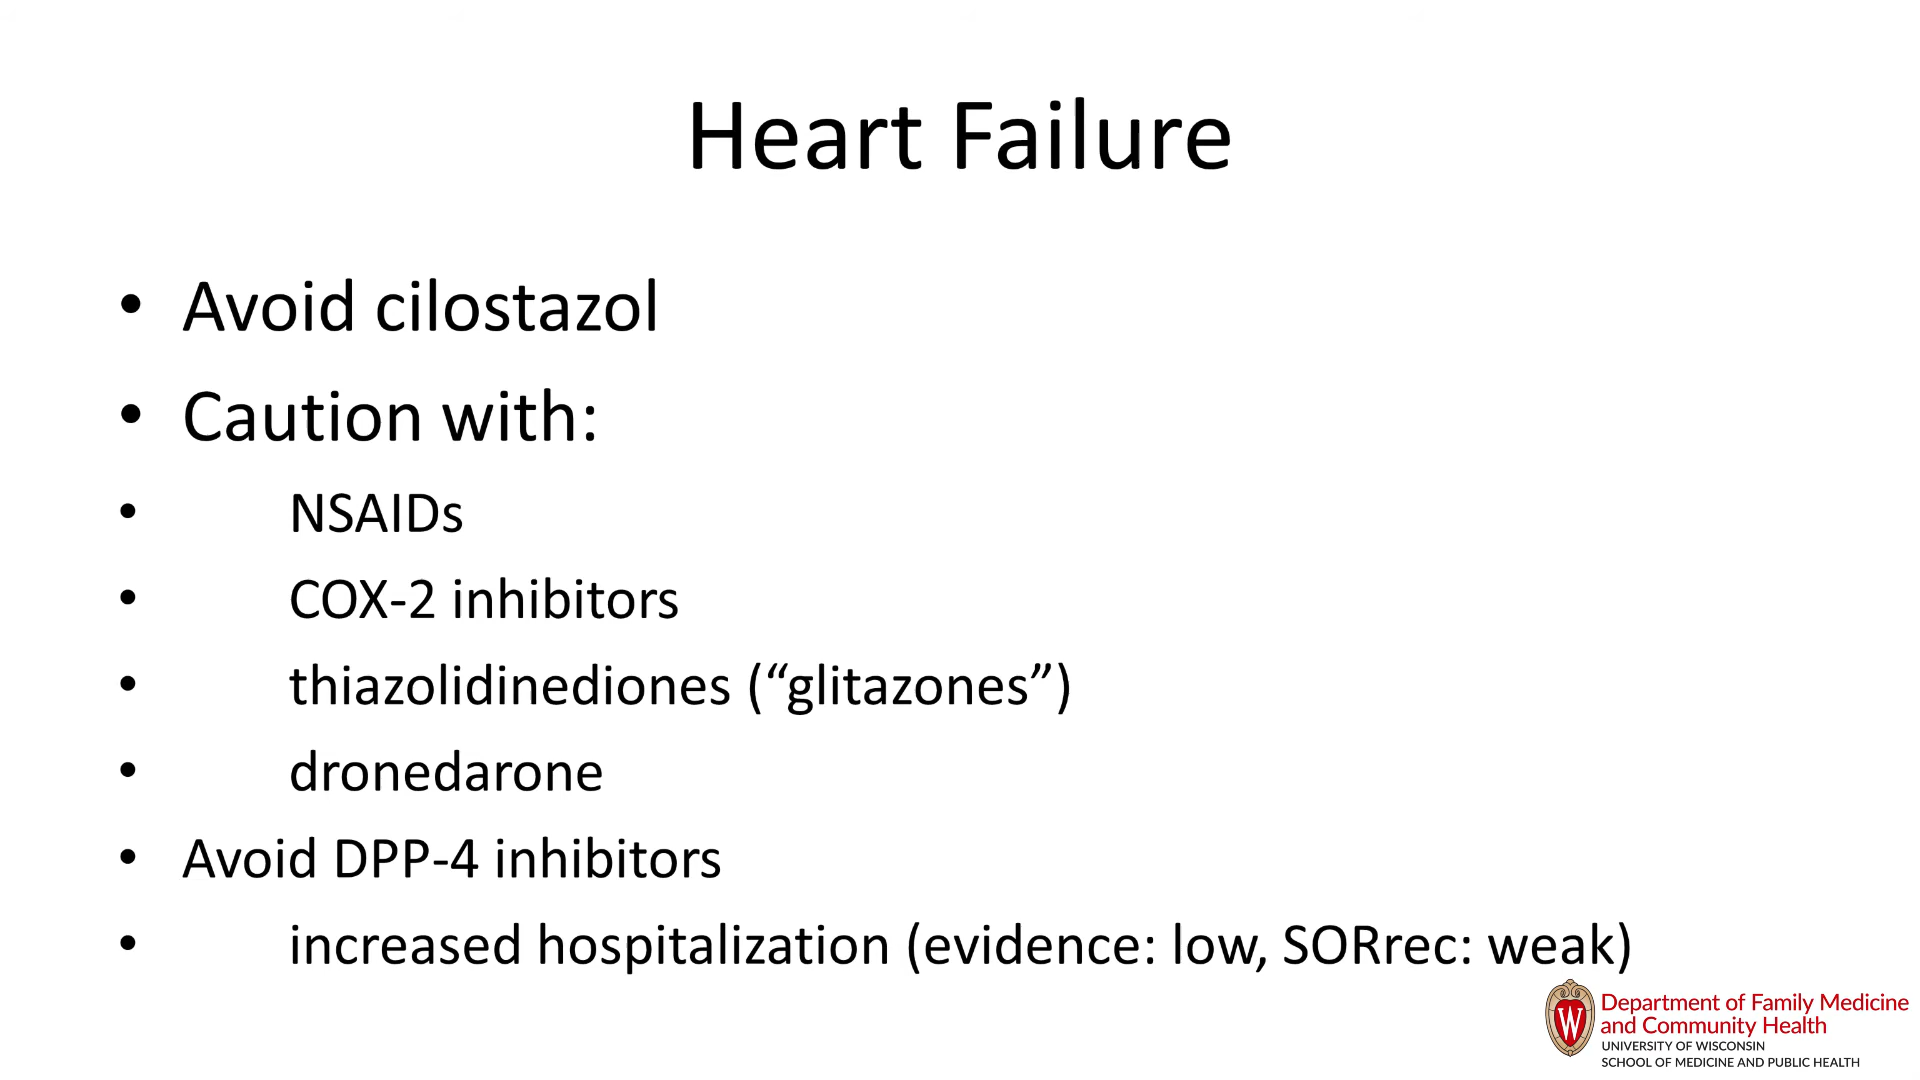 Heart Failure
• Avoid cilostazol
• Caution with:
• NSAIDs
• COX-2 inhibitors
• thiazolidinediones (“glitazones”)
• dronedarone
• Avoid DPP-4 inhibitors
• increased hospitalization (evidence: low, SORrec: weak)
W
Department of Family Medicine
and Community Health
UNIVERSITY OF WISCONSIN
SCHOOL OF MEDICINE AND PUBLIC HEALTH